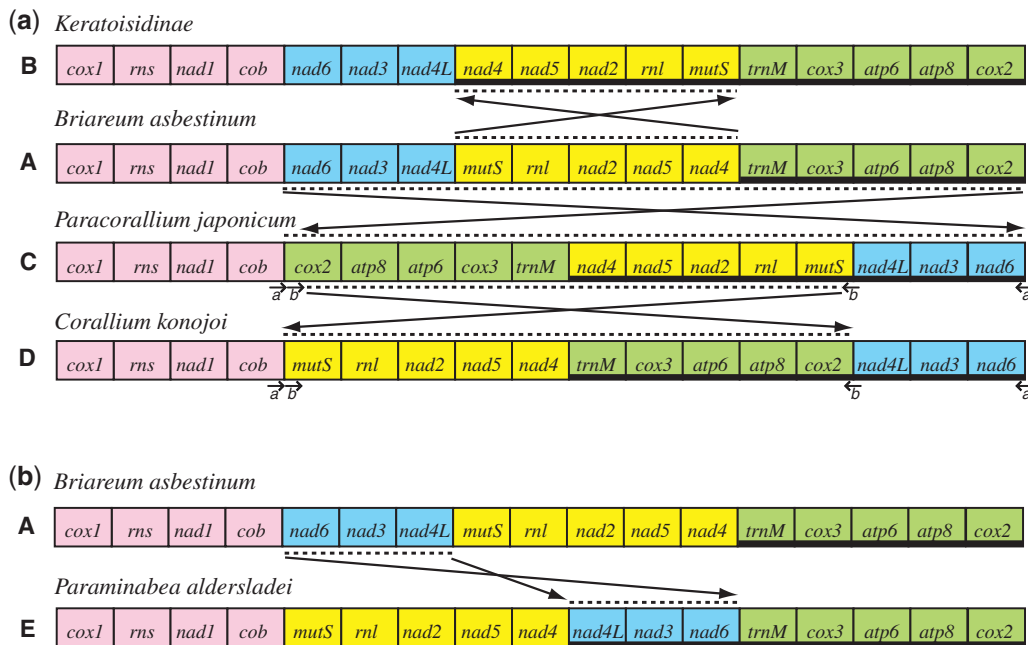 (a) Keratoisidinae
B cox1 rns nad1 cob nad6 nad3 nad4L nad4 nad5 nad2 rnl mutS trnM cox3 atp6 atp8 cox2
Briareum asbestinum
A cox1 rns nad1 cob nad6 nad3 nad4L mutS rnl nad2 nad5 nad4 trnM cox3 atp6 atp8 cox2
Paracorallium japonicum
C cox1 rns nad1 cob cox2 atp8 atp6 cox3 trnM nad4 nad5 nad2 rnl mutS nad4L nad3 nad6
a b b a
Corallium konojoi
D cox1 rns nad1 cob mutS rnl nad2 nad5 nad4 trnM cox3 atp6 atp8 cox2 nad4L nad3 nad6
a b b a
(b) Briareum asbestinum
A cox1 rns nad1 cob nad6 nad3 nad4L mutS rnl nad2 nad5 nad4 trnM cox3 atp6 atp8 cox2
Paraminabea aldersladei
E cox1 rns nad1 cob mutS rnl nad2 nad5 nad4 nad4L nad3 nad6 trnM cox3 atp6 atp8 cox2